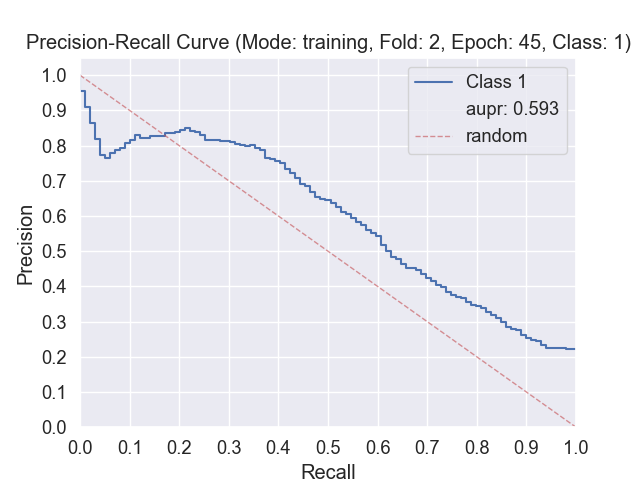 Precision-Recall Curve (Mode: training, Fold: 2, Epoch: 45, Class: 1)
Class 1
aupr: 0.593
random
1.0
0.9
0.8
0.7
0.6
0.5
0.4
0.3
0.2
0.1
0.0
Precision
0.0 0.1 0.2 0.3 0.4 0.5 0.6 0.7 0.8 0.9 1.0
Recall